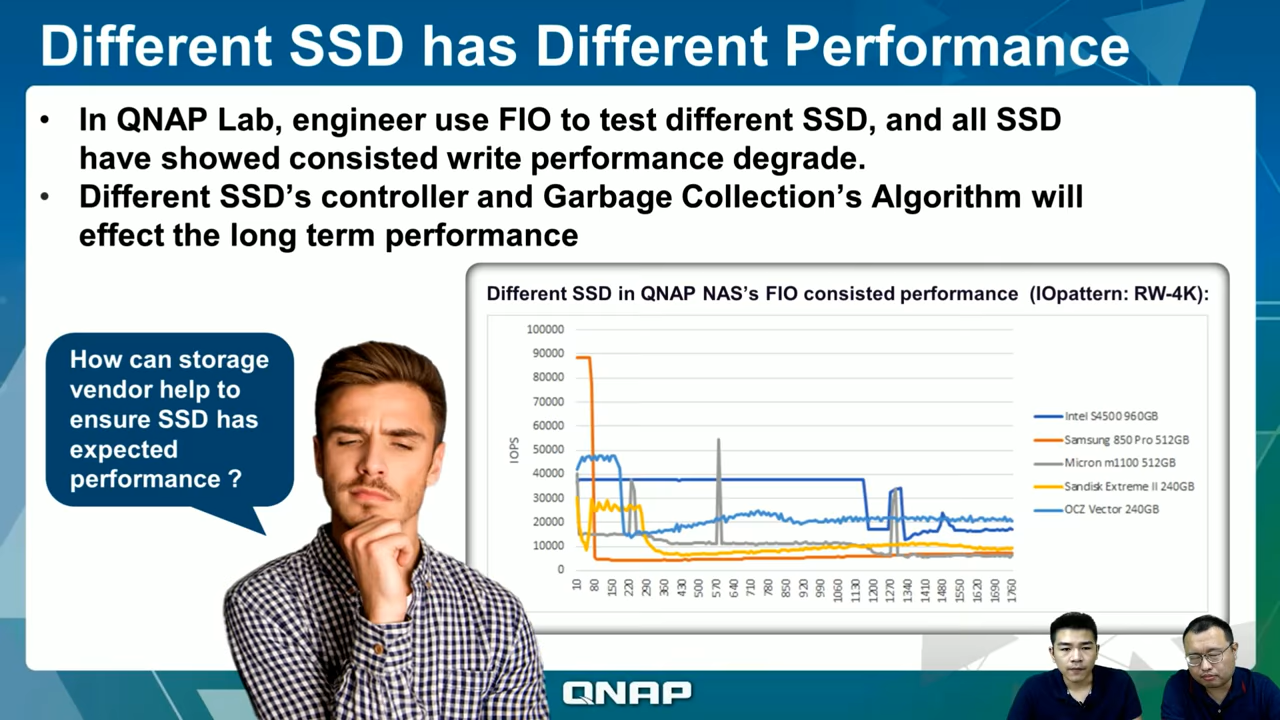 Different SSD has Different Performance
• In QNAP Lab, engineer use FIO to test different SSD, and all SSD
have showed consisted write performance degrade.
• Different SSD's controller and Garbage Collection's Algorithm will
effect the long term performance
How can storage
vendor help to
ensure SSD has
expected
performance ?
Different SSD in QNAP NAS's FIO consisted performance (IOpattern: RW-4K):
100000
90000
80000
70000
60000
50000
40000
30000
20000
10000
0
IOPS
10 80 150 220 290 360 430 500 570 640 710 780 850 920 990 1060 1130 1200 1270 1340 1410 1480 1550 1620 1690 1760
Intel S4500 960GB
Samsung 850 Pro 512GB
Micron m1100 512GB
Sandisk Extreme II 240GB
OCZ Vector 240GB
QNAP